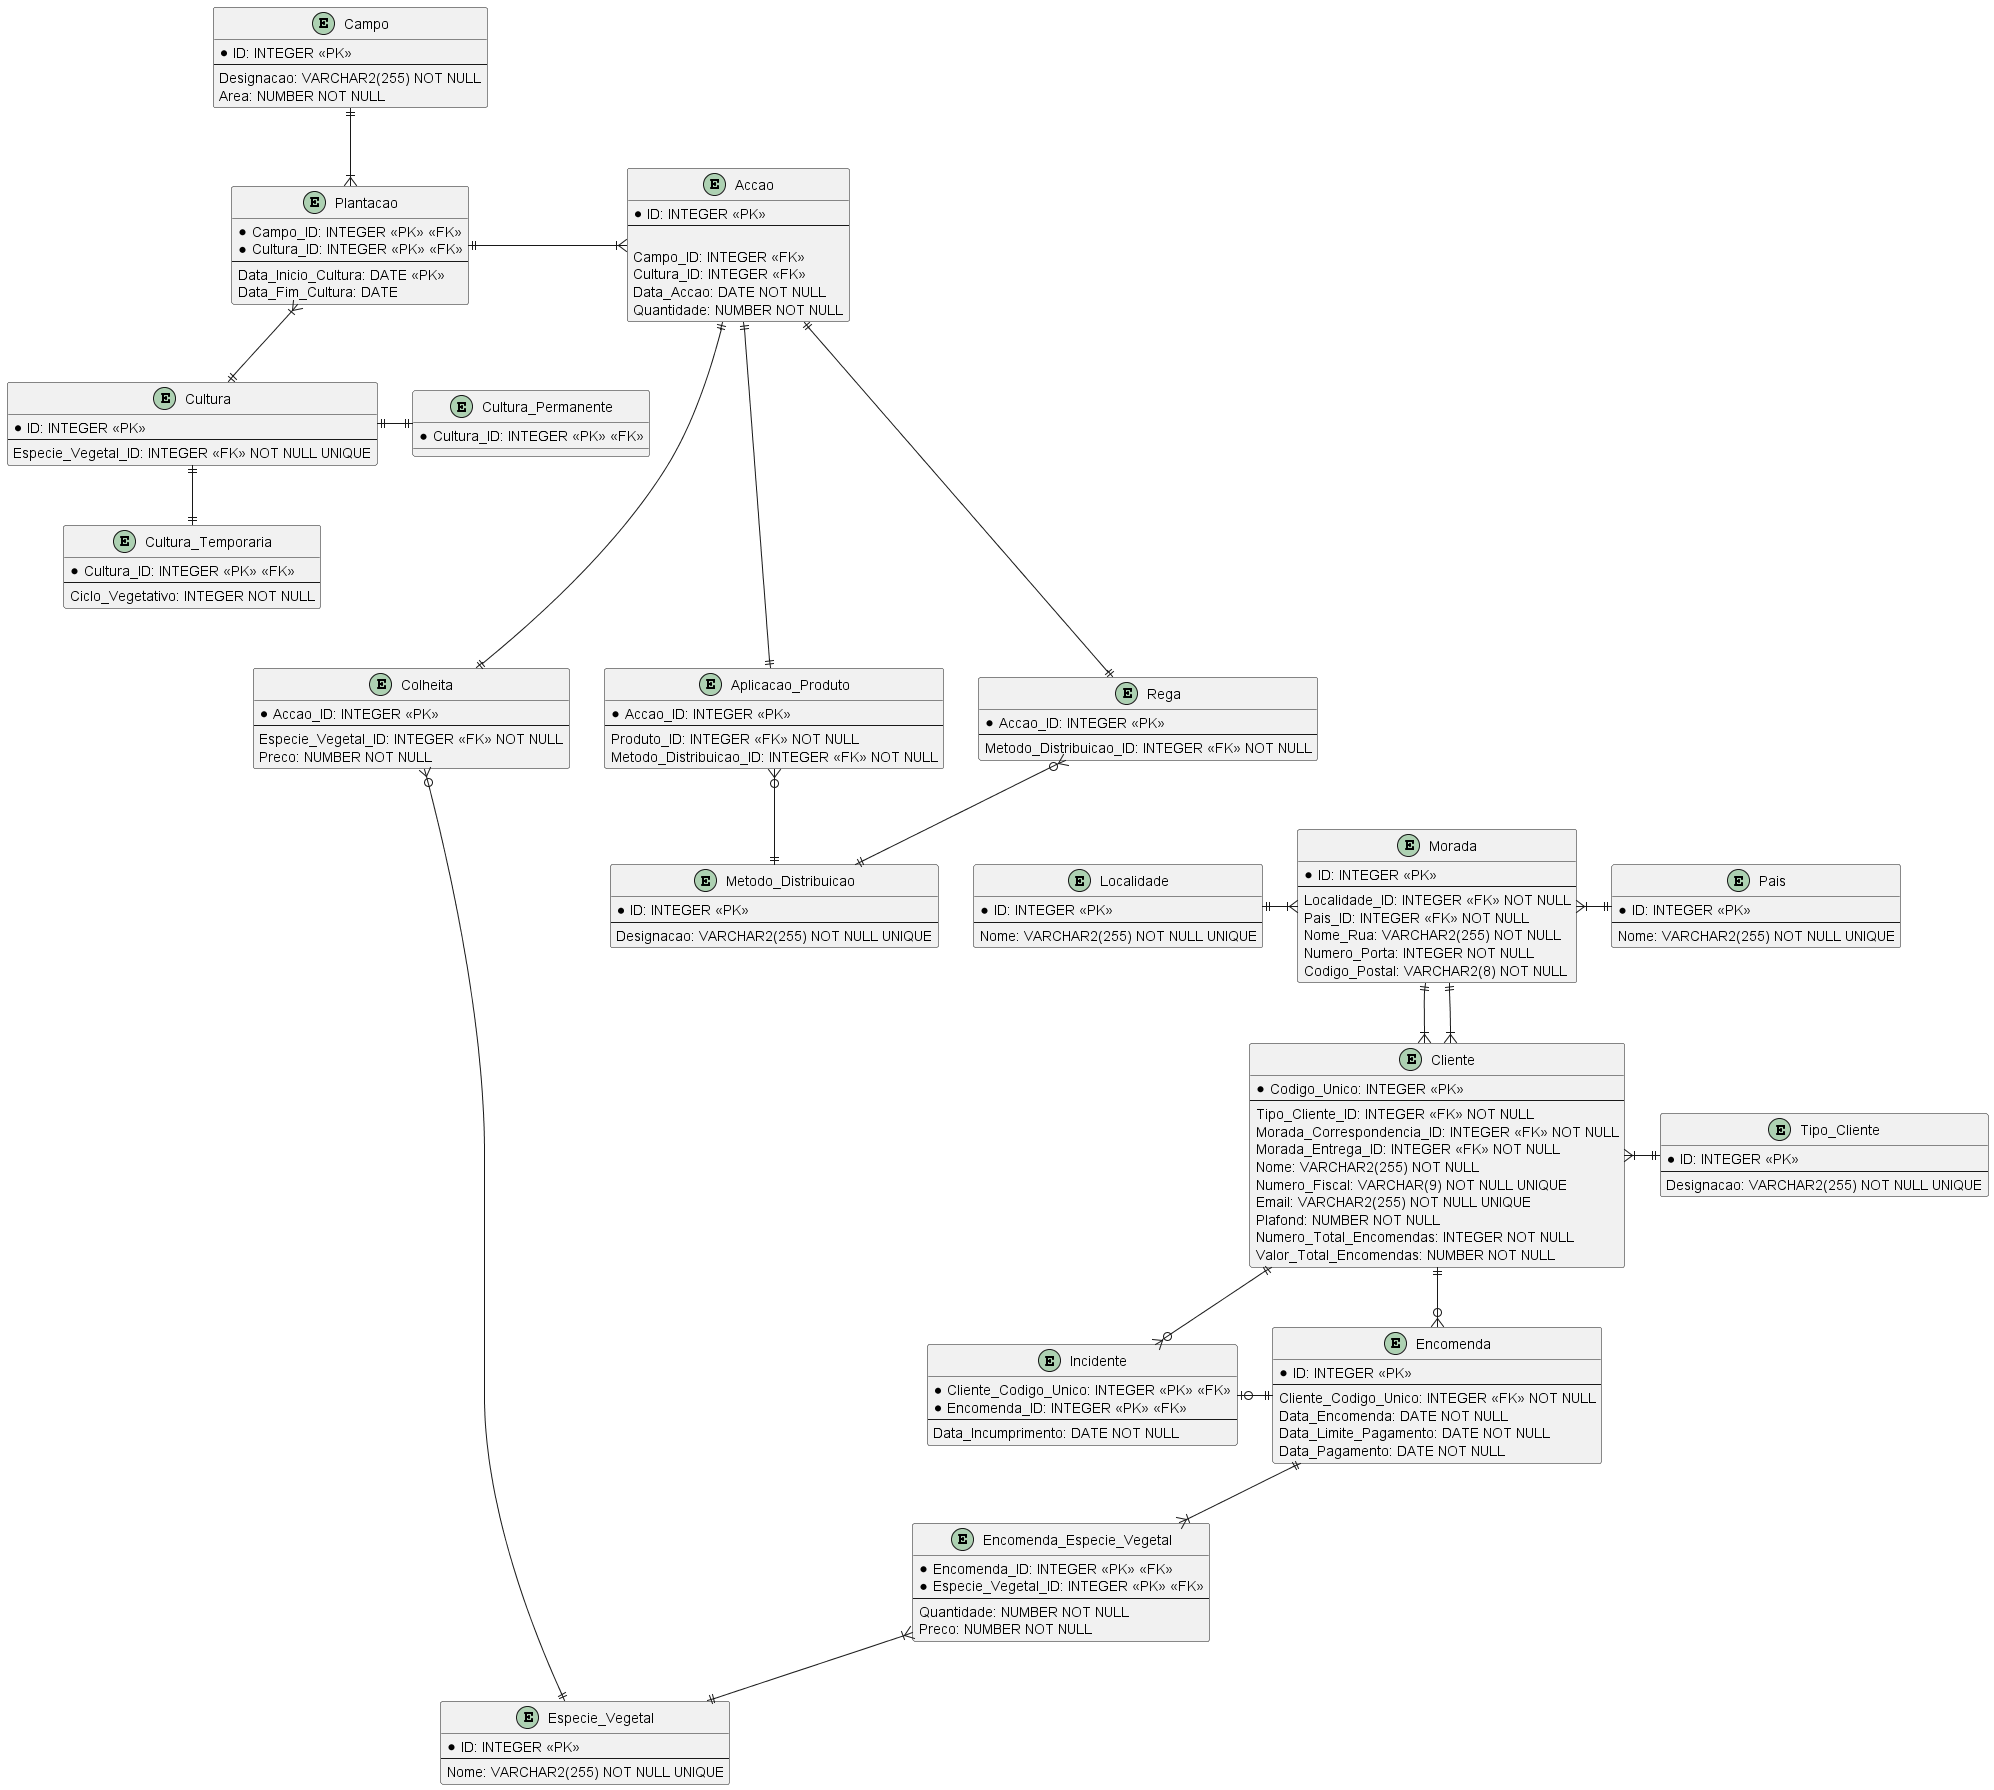 E Campo
ID: INTEGER «PK»
Designacao: VARCHAR2(255) NOT NULL
Area: NUMBER NOT NULL
E Plantacao
Campo_ID: INTEGER «PK» «FK»
Cultura_ID: INTEGER «PK» «FK»
Data_Inicio_Cultura: DATE «PK»
Data_Fim_Cultura: DATE
E Accao
ID: INTEGER «PK»
Campo_ID: INTEGER «FK»
Cultura_ID: INTEGER «FK»
Data_Accao: DATE NOT NULL
Quantidade: NUMBER NOT NULL
E Cultura
ID: INTEGER «PK»
Especie_Vegetal_ID: INTEGER «FK» NOT NULL UNIQUE
E Cultura_Permanente
Cultura_ID: INTEGER «PK» «FK»
E Cultura_Temporaria
Cultura_ID: INTEGER «PK» «FK»
Ciclo_Vegetativo: INTEGER NOT NULL
E Colheita
Accao_ID: INTEGER «PK»
Especie_Vegetal_ID: INTEGER «FK» NOT NULL
Preco: NUMBER NOT NULL
E Aplicacao_Produto
Accao_ID: INTEGER «PK»
Produto_ID: INTEGER «FK» NOT NULL
Metodo_Distribuicao_ID: INTEGER «FK» NOT NULL
E Rega
Accao_ID: INTEGER «PK»
Metodo_Distribuicao_ID: INTEGER «FK» NOT NULL
E Metodo_Distribuicao
ID: INTEGER «PK»
Designacao: VARCHAR2(255) NOT NULL UNIQUE
E Localidade
ID: INTEGER «PK»
Nome: VARCHAR2(255) NOT NULL UNIQUE
E Morada
ID: INTEGER «PK»
Localidade_ID: INTEGER «FK» NOT NULL
Pais_ID: INTEGER «FK» NOT NULL
Nome_Rua: VARCHAR2(255) NOT NULL
Numero_Porta: INTEGER NOT NULL
Codigo_Postal: VARCHAR2(8) NOT NULL
E Pais
ID: INTEGER «PK»
Nome: VARCHAR2(255) NOT NULL UNIQUE
E Cliente
Codigo_Unico: INTEGER «PK»
Tipo_Cliente_ID: INTEGER «FK» NOT NULL
Morada_Correspondencia_ID: INTEGER «FK» NOT NULL
Morada_Entrega_ID: INTEGER «FK» NOT NULL
Nome: VARCHAR2(255) NOT NULL
Numero_Fiscal: VARCHAR(9) NOT NULL UNIQUE
Email: VARCHAR2(255) NOT NULL UNIQUE
Plafond: NUMBER NOT NULL
Numero_Total_Encomendas: INTEGER NOT NULL
Valor_Total_Encomendas: NUMBER NOT NULL
E Tipo_Cliente
ID: INTEGER «PK»
Designacao: VARCHAR2(255) NOT NULL UNIQUE
E Incidente
Cliente_Codigo_Unico: INTEGER «PK» «FK»
Encomenda_ID: INTEGER «PK» «FK»
Data_Incumprimento: DATE NOT NULL
E Encomenda
ID: INTEGER «PK»
Cliente_Codigo_Unico: INTEGER «FK» NOT NULL
Data_Encomenda: DATE NOT NULL
Data_Limite_Pagamento: DATE NOT NULL
Data_Pagamento: DATE NOT NULL
E Encomenda_Especie_Vegetal
Encomenda_ID: INTEGER «PK» «FK»
Especie_Vegetal_ID: INTEGER «PK» «FK»
Quantidade: NUMBER NOT NULL
Preco: NUMBER NOT NULL
E Especie_Vegetal
ID: INTEGER «PK»
Nome: VARCHAR2(255) NOT NULL UNIQUE